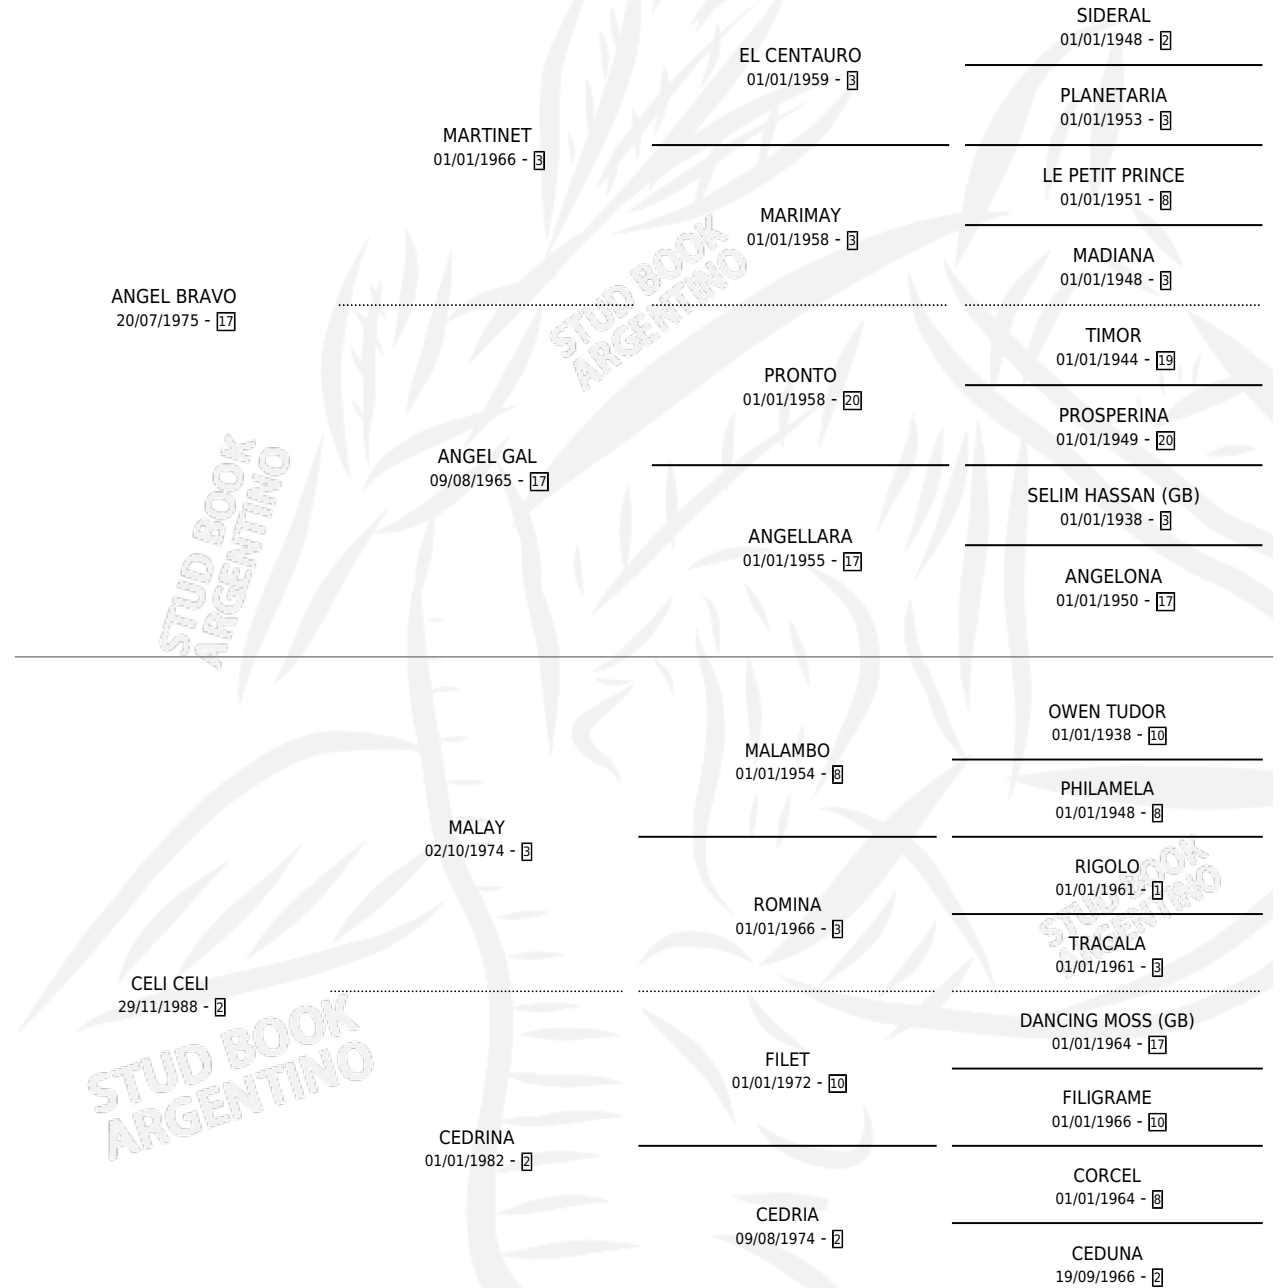 SIDERAL
01/01/1948 - 2
EL CENTAURO
01/01/1959 - 3
PLANETARIA
01/01/1953 - 3
MARTINET
01/01/1966 - 3
LE PETIT PRINCE
01/01/1951 - 8
MARIMAY
01/01/1958 - 3
MADIANA
01/01/1948 - 3
ANGEL BRAVO
20/07/1975 - 17
TIMOR
01/01/1944 - 19
PRONTO
01/01/1958 - 20
PROSPERINA
01/01/1949 - 20
ANGEL GAL
09/08/1965 - 17
SELIM HASSAN (GB)
01/01/1938 - 3
ANGELLARA
01/01/1955 - 17
ANGELONA
01/01/1950 - 17
STUD BOOK
ARGENTINO
STUD BOOK
ARGENTINO
OWEN TUDOR
01/01/1938 - 10
MALAMBO
01/01/1954 - 8
PHILAMELA
01/01/1948 - 8
MALAY
02/10/1974 - 3
RIGOLO
01/01/1961 - 1
ROMINA
01/01/1966 - 3
TRACALA
01/01/1961 - 3
CELI CELI
29/11/1988 - 2
DANCING MOSS (GB)
01/01/1964 - 17
FILET
01/01/1972 - 10
FILIGRAME
01/01/1966 - 10
CEDRINA
01/01/1982 - 2
CORCEL
01/01/1964 - 8
CEDRIA
09/08/1974 - 2
CEDUNA
19/09/1966 - 2
STUD BOOK
ARGENTINO
STUD BOOK
ARGENTINO